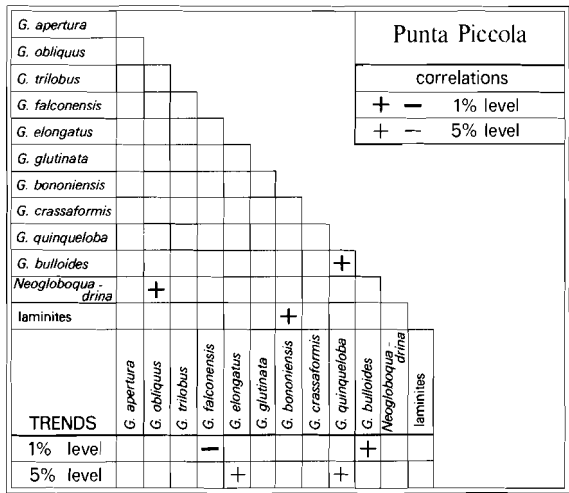 G. apertura
G. obliquus
G. trilobus
G. falconensis
G. elongatus
G. glutinata
G. bononiensis
G. crassaformis
G. quinqueloba
G. bulloides +
Neogloboqua-
drina +
laminites +
Punta Piccola
correlations
+ − 1% level
+ − 5% level
TRENDS
G. apertura
G. obliquus
G. trilobus
G. falconensis
G. elongatus
G. glutinata
G. bononiensis
G. crassaformis
G. quinqueloba
G. bulloides
Neogloboqua-
drina
laminites
1% level − +
5% level + +